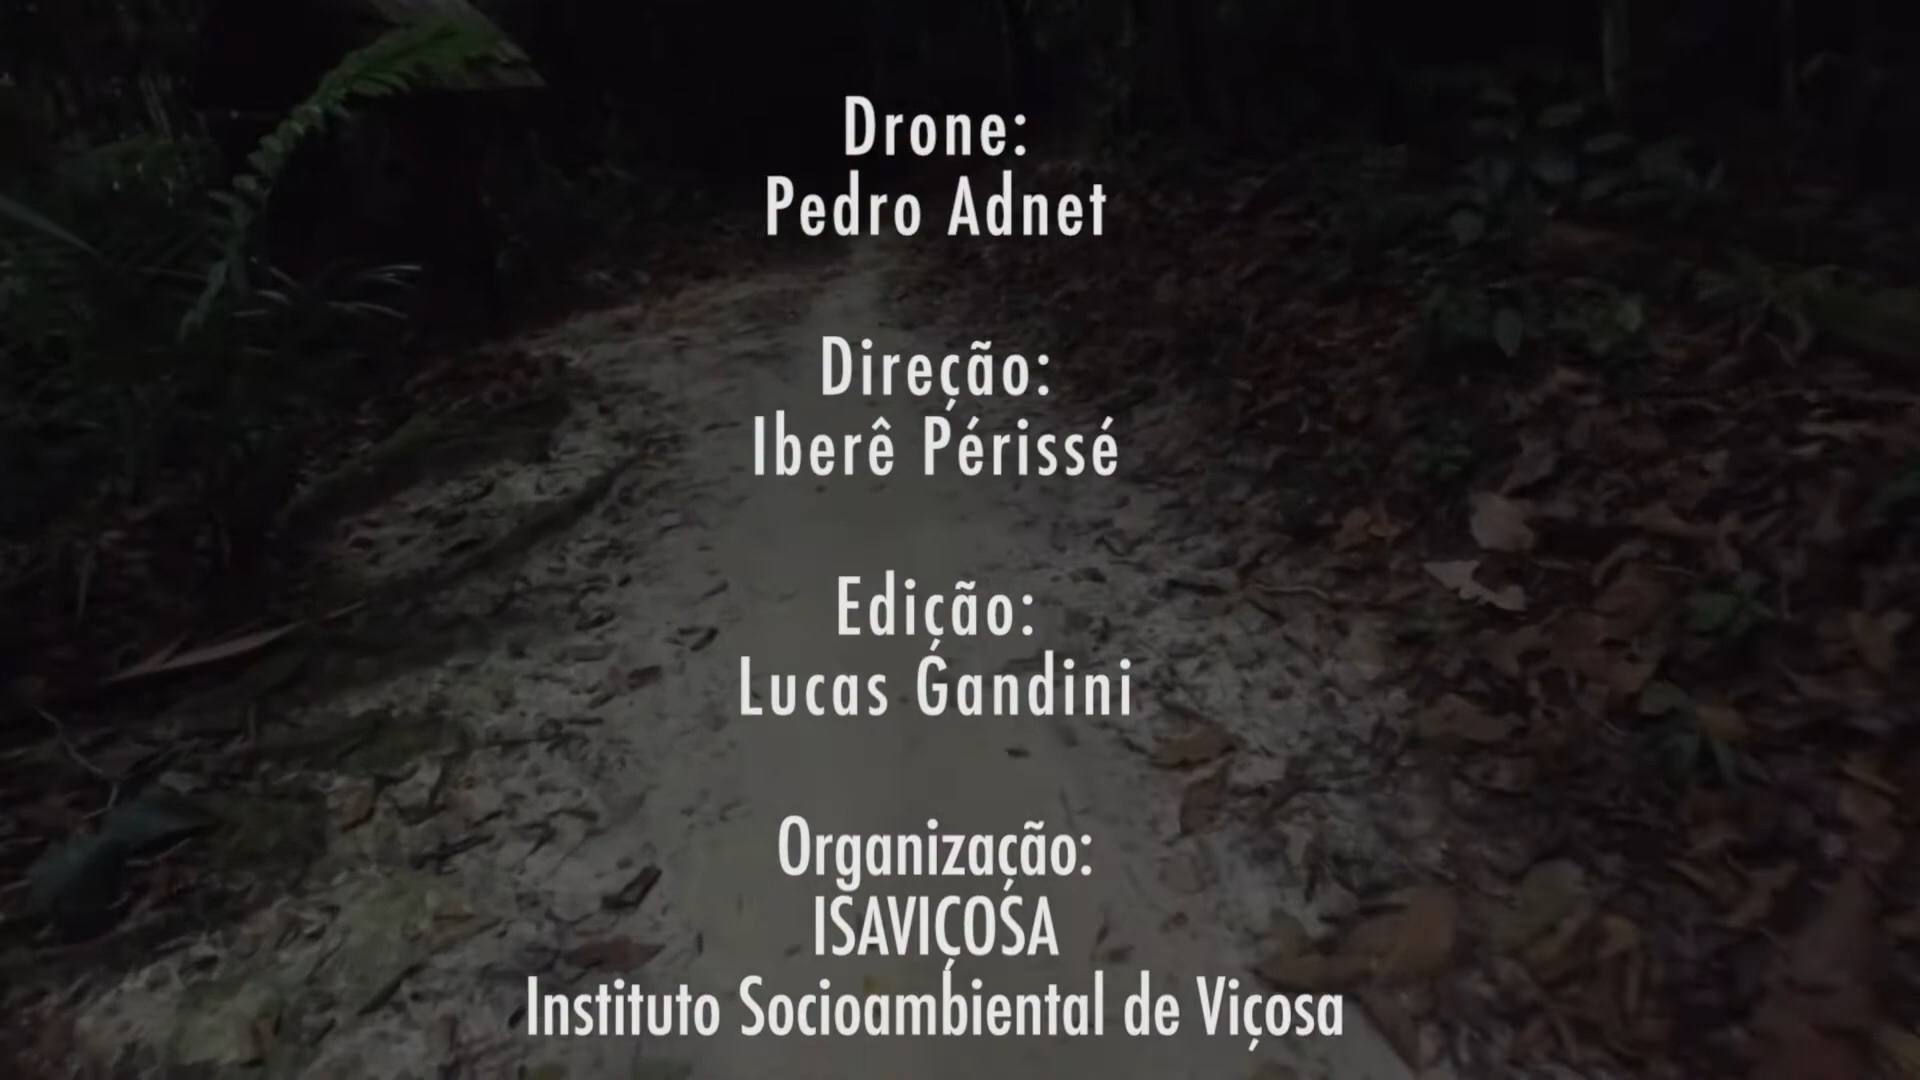 Drone:
Pedro Adnet
Direção:
Iberê Périssé
Edição:
Lucas Gandini
Organização:
ISAVIÇOSA
Instituto Socioambiental de Viçosa